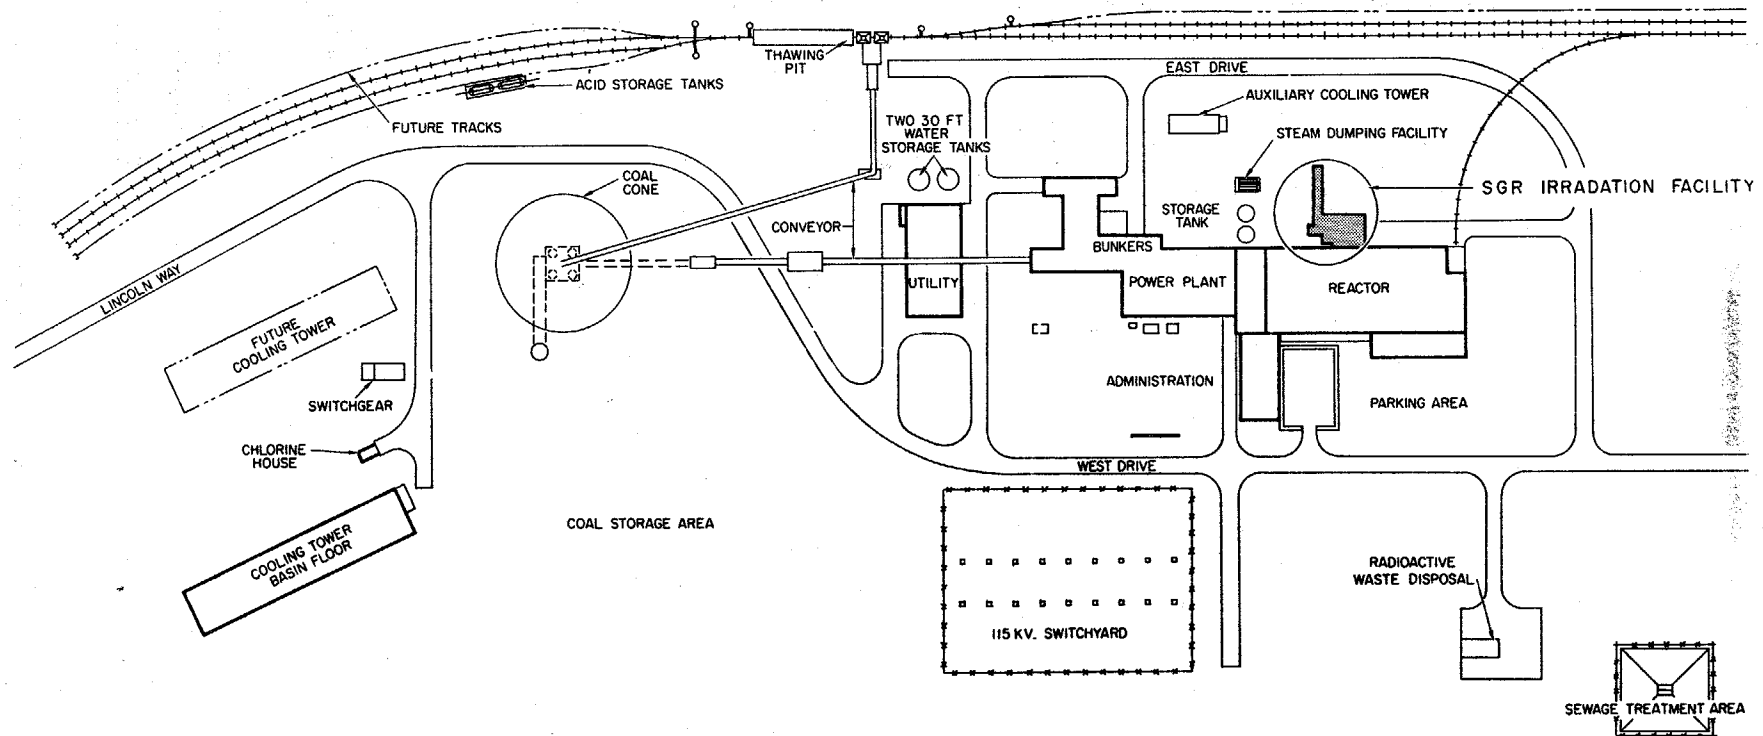 THAWING
PIT
ACID STORAGE TANKS
FUTURE TRACKS
EAST DRIVE
AUXILIARY COOLING TOWER
STEAM DUMPING FACILITY
TWO 30 FT
WATER
STORAGE TANKS
COAL
CONE
SGR IRRADATION FACILITY
STORAGE
TANK
CONVEYOR
BUNKERS
LINCOLN WAY
UTILITY
POWER PLANT
REACTOR
FUTURE
COOLING TOWER
SWITCHGEAR
ADMINISTRATION
PARKING AREA
CHLORINE
HOUSE
WEST DRIVE
COAL STORAGE AREA
COOLING TOWER
BASIN FLOOR
RADIOACTIVE
WASTE DISPOSAL
115 KV. SWITCHYARD
SEWAGE TREATMENT AREA